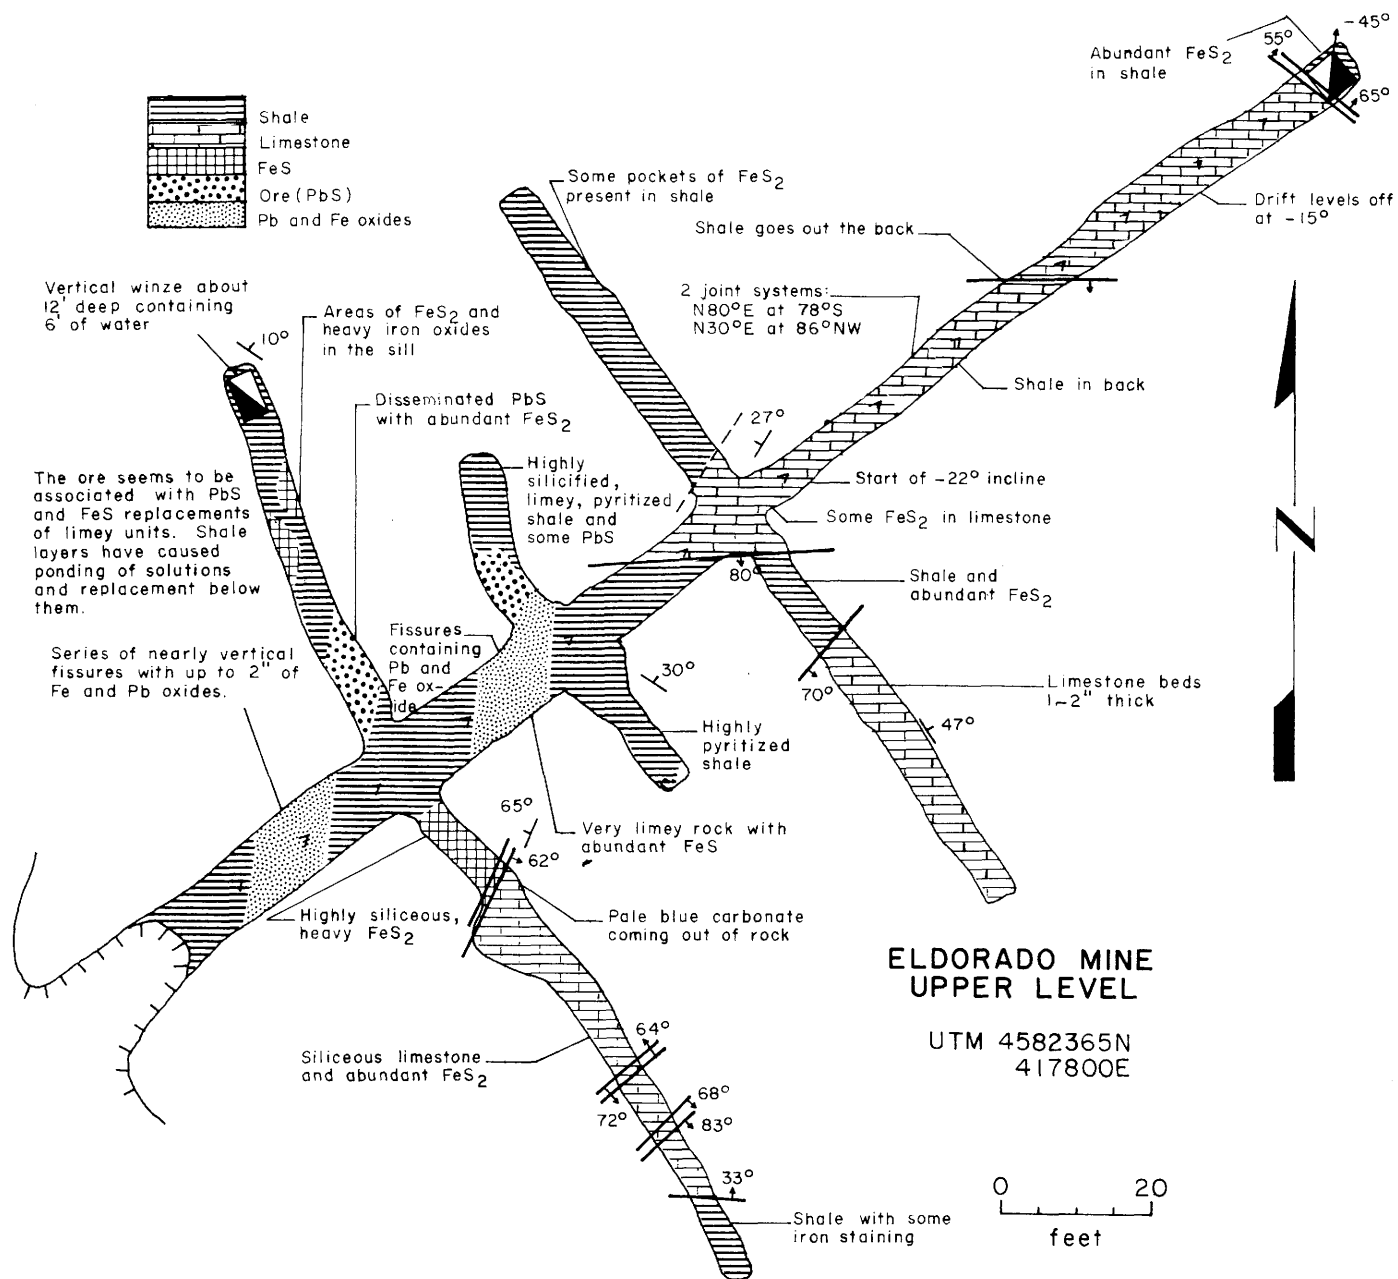 Abundant FeS2
in shale
55°
-45°
65°
Shale
Limestone
FeS
Ore (PbS)
Pb and Fe oxides
Some pockets of FeS2
present in shale
Drift levels off
at -15°
Shale goes out the back
2 joint systems:
N80°E at 78°S
N30°E at 86°NW
Vertical winze about
12' deep containing
6' of water
10°
Areas of FeS2 and
heavy iron oxides
in the sill
Shale in back
Disseminated PbS
with abundant FeS2
27°
Highly
silicified,
limey, pyritized
shale and
some PbS
Start of -22° incline
Some FeS2 in limestone
The ore seems to be
associated with PbS
and FeS replacements
of limey units. Shale
layers have caused
ponding of solutions
and replacement below
them.
80°
Shale and
abundant FeS2
Fissures
containing
Pb and
Fe ox-
ide
Series of nearly vertical
fissures with up to 2" of
Fe and Pb oxides.
30°
70°
Limestone beds
1-2" thick
47°
Highly
pyritized
shale
N
65°
62°
Very limey rock with
abundant FeS
Highly siliceous,
heavy FeS2
Pale blue carbonate
coming out of rock
ELDORADO MINE
UPPER LEVEL
UTM 4582365N
417800E
Siliceous limestone
and abundant FeS2
64°
72°
68°
83°
33°
Shale with some
iron staining
0 20
feet